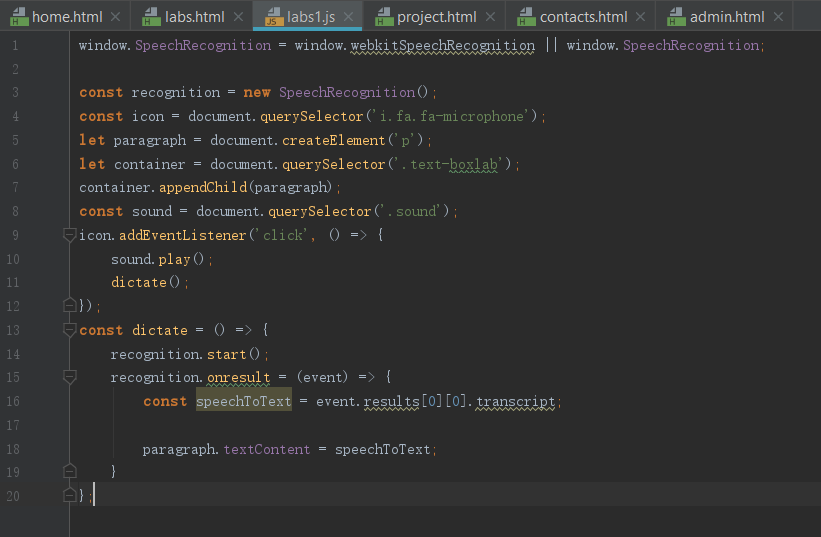 home.html labs.html labs1.js project.html contacts.html admin.html
1 window.SpeechRecognition = window.webkitSpeechRecognition || window.SpeechRecognition;
2
3 const recognition = new SpeechRecognition();
4 const icon = document.querySelector('i.fa.fa-microphone');
5 let paragraph = document.createElement('p');
6 let container = document.querySelector('.text-boxlab');
7 container.appendChild(paragraph);
8 const sound = document.querySelector('.sound');
9 icon.addEventListener('click', () => {
10 sound.play();
11 dictate();
12 });
13 const dictate = () => {
14 recognition.start();
15 recognition.onresult = (event) => {
16 const speechToText = event.results[0][0].transcript;
17
18 paragraph.textContent = speechToText;
19 }
20 };